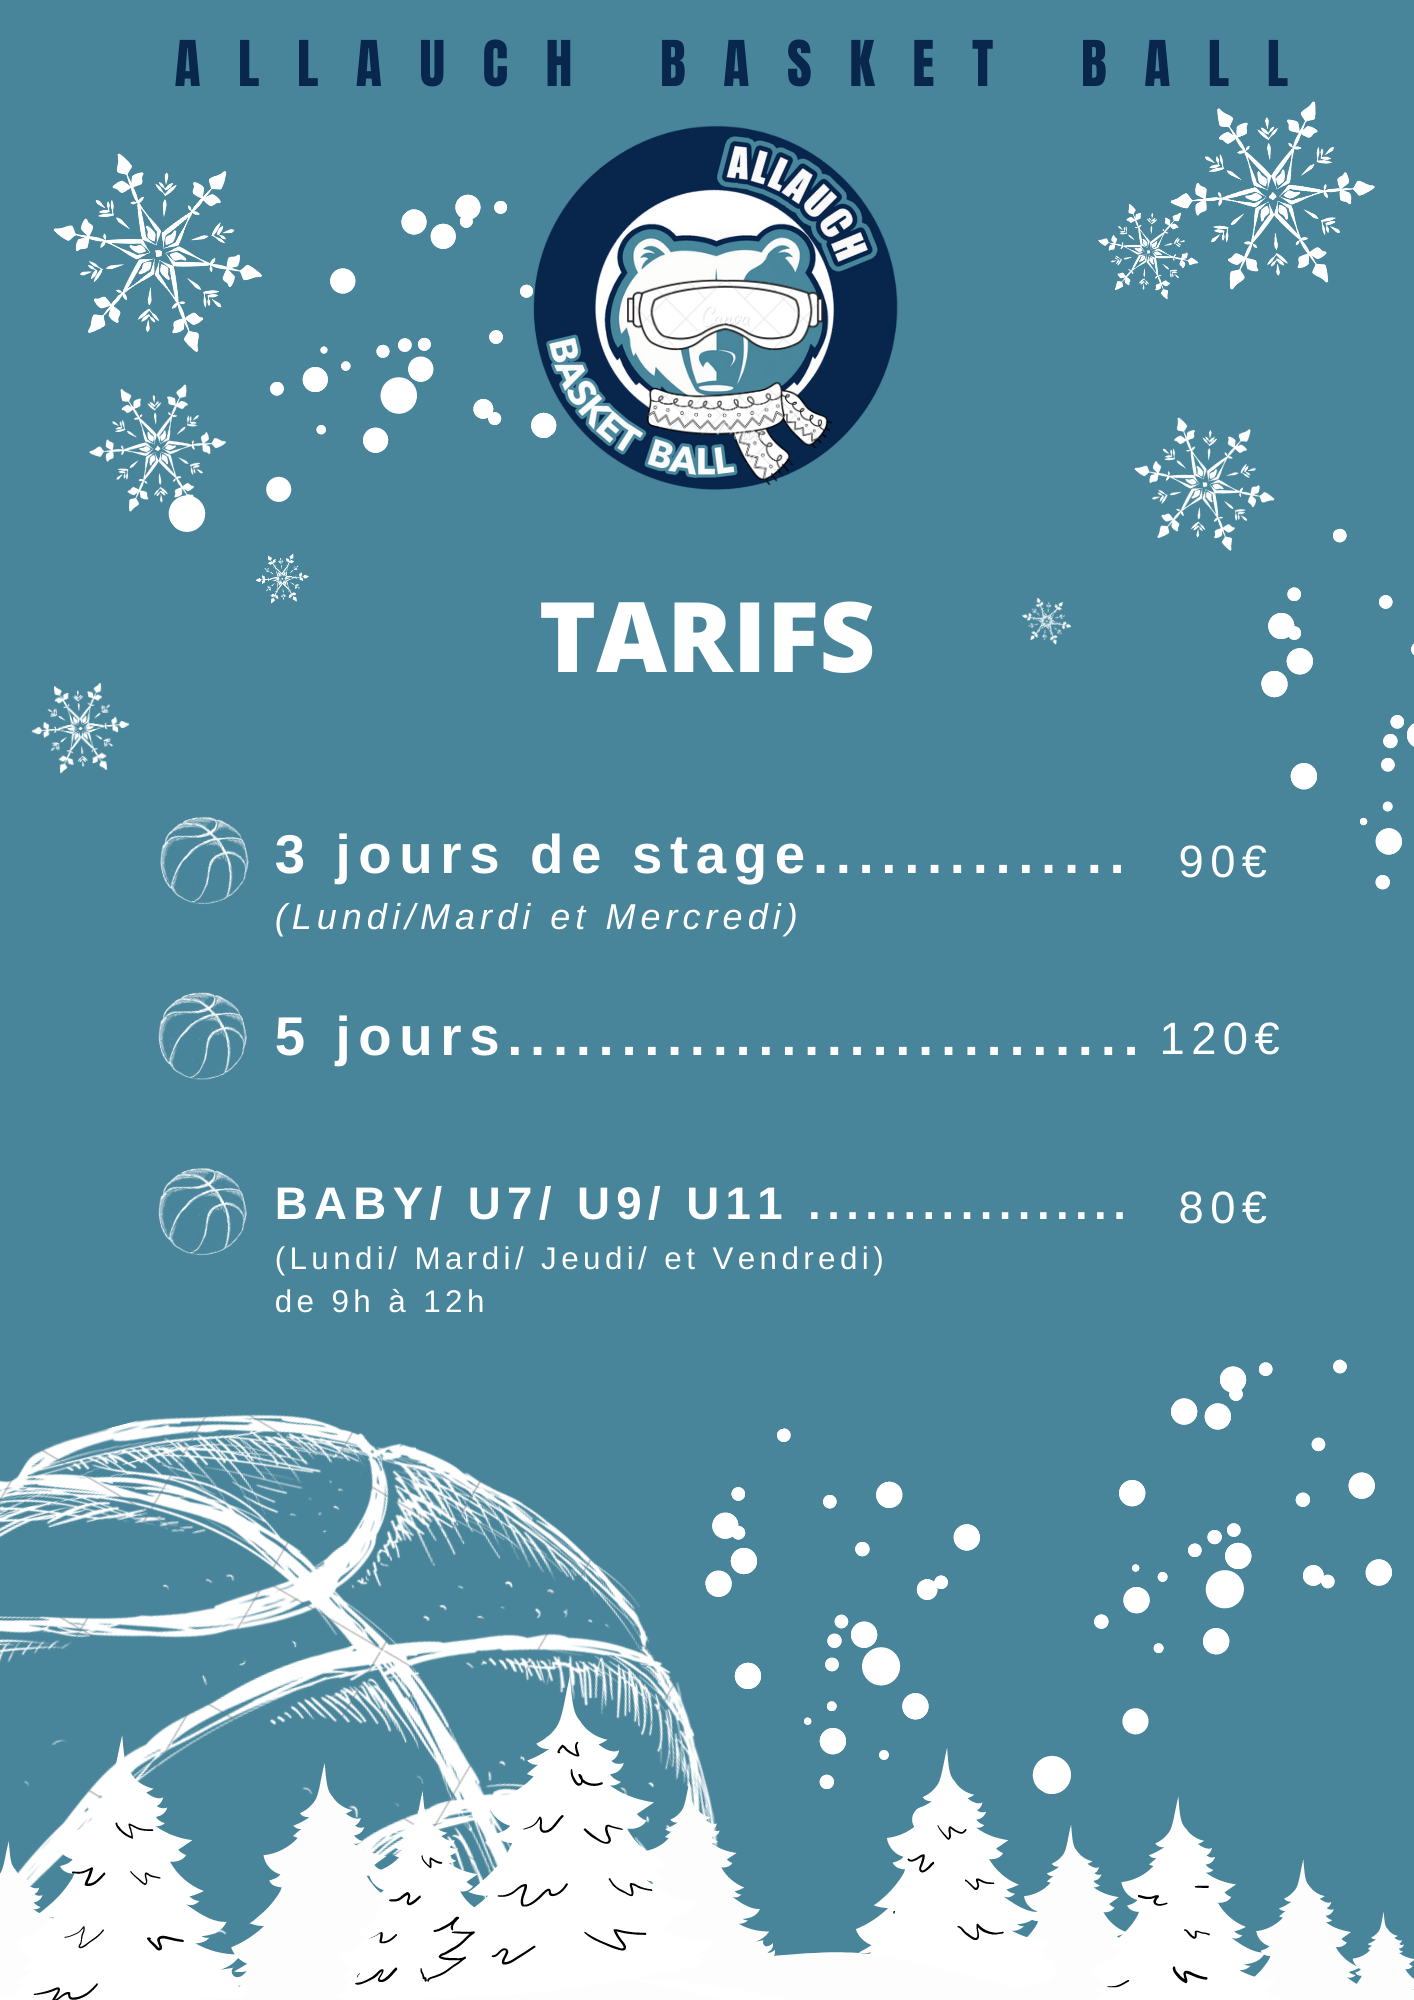 ALLAUCH BASKET BALL
ALLAUCH
BASKET BALL
Canva
TARIFS
3 jours de stage.............. 90€
(Lundi/Mardi et Mercredi)
5 jours............................ 120€
BABY/ U7/ U9/ U11 ................. 80€
(Lundi/ Mardi/ Jeudi/ et Vendredi)
de 9h à 12h